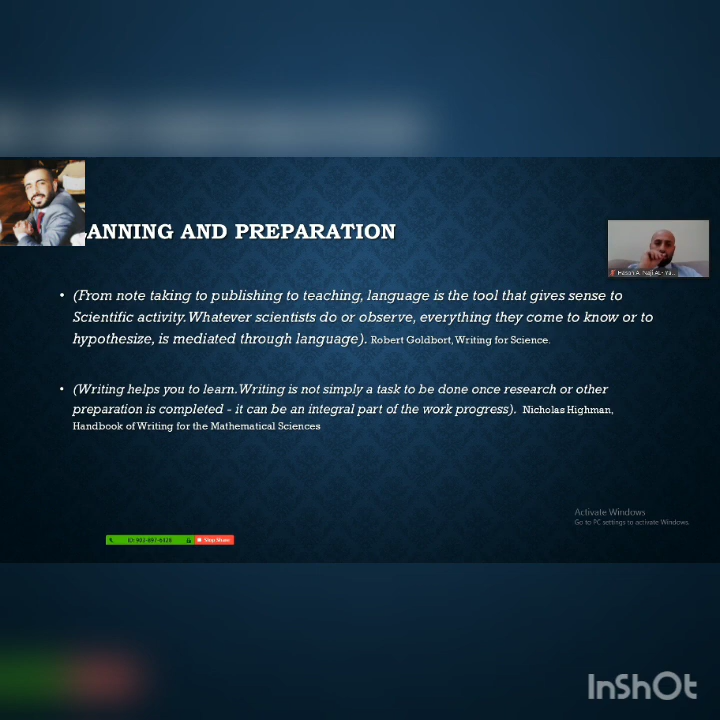 ANNING AND PREPARATION
• (From note taking to publishing to teaching, language is the tool that gives sense to
Scientific activity. Whatever scientists do or observe, everything they come to know or to
hypothesize, is mediated through language). Robert Goldbort, Writing for Science.
• (Writing helps you to learn. Writing is not simply a task to be done once research or other
preparation is completed - it can be an integral part of the work progress). Nicholas Highman,
Handbook of Writing for the Mathematical Sciences
Activate Windows
Go to PC settings to activate Windows.
Stop Share
InShOt